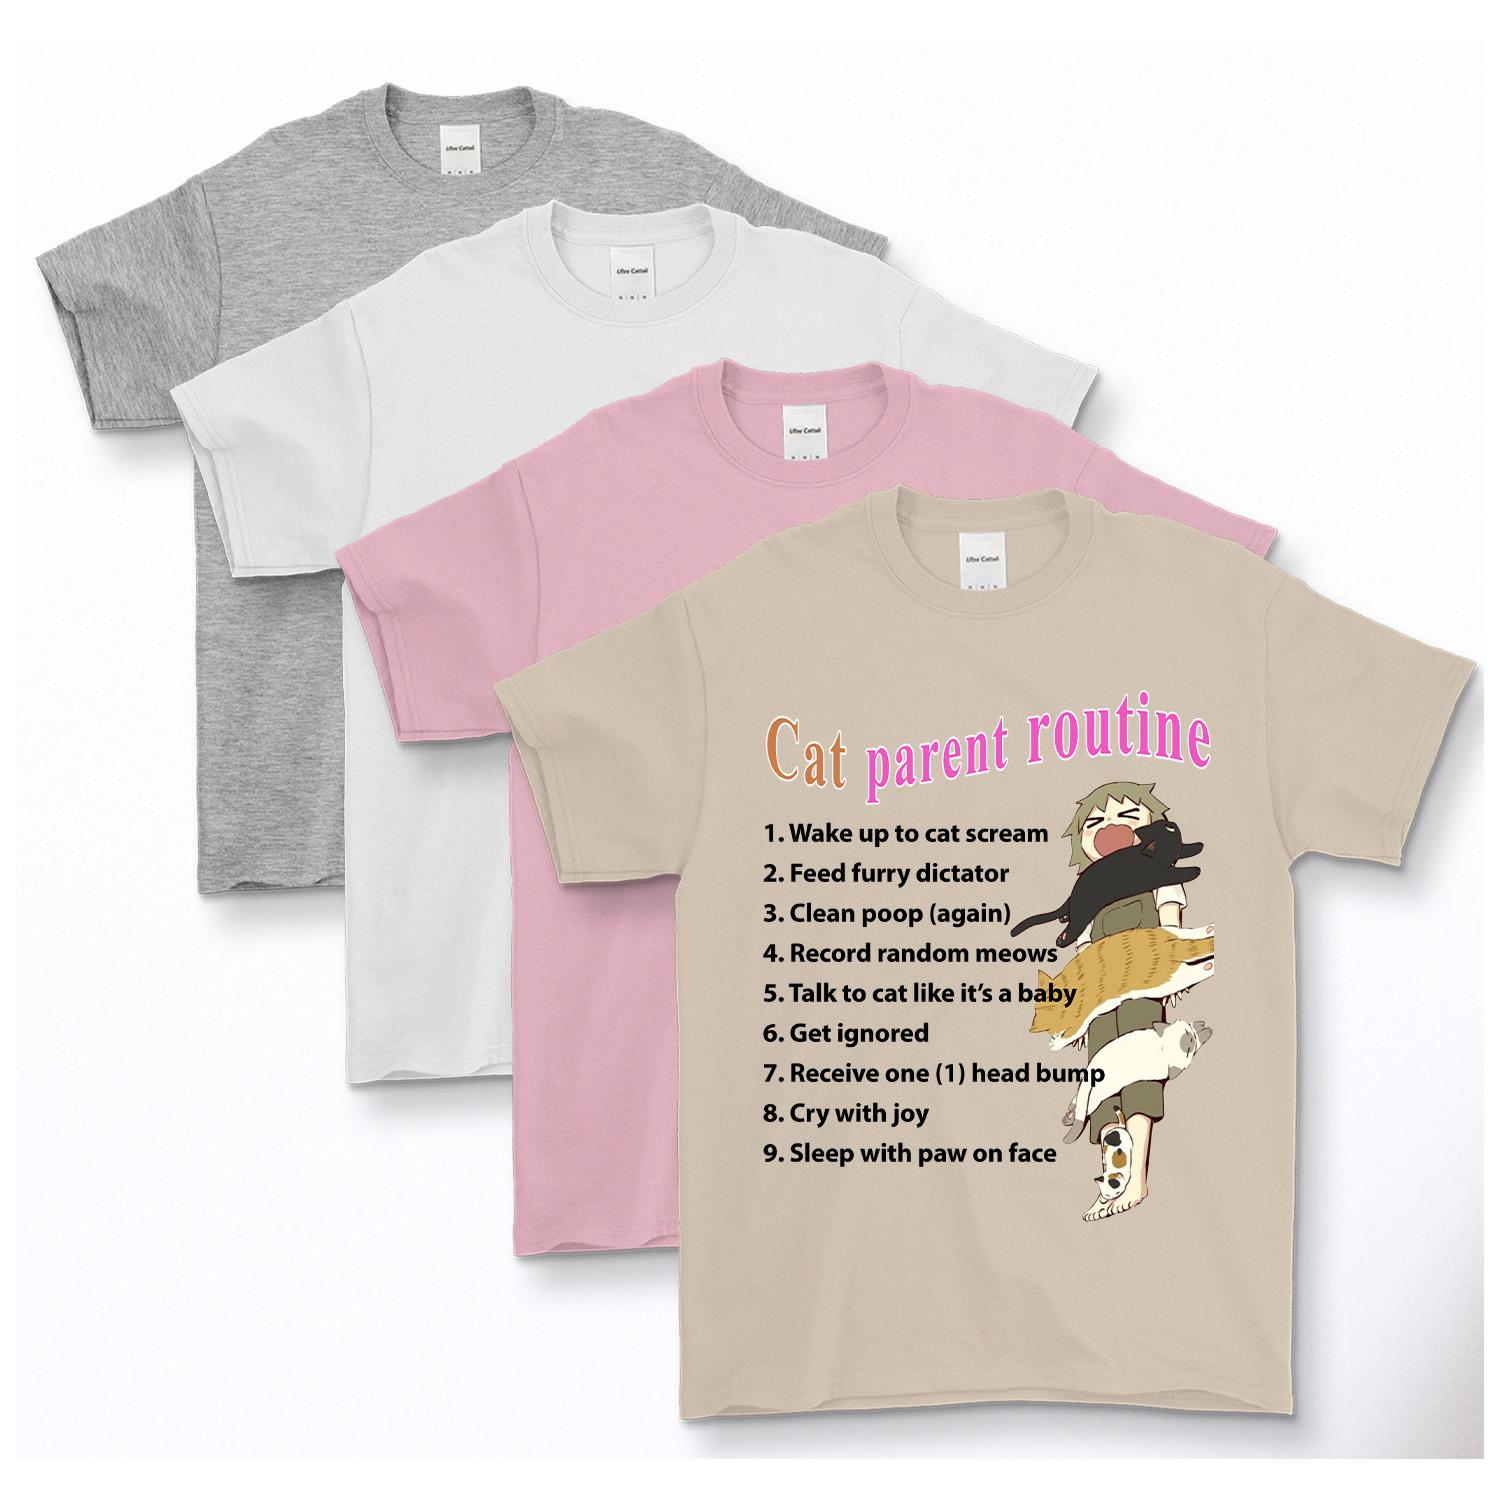 Cat parent routine
1. Wake up to cat scream
2. Feed furry dictator
3. Clean poop (again)
4. Record random meows
5. Talk to cat like it's a baby
6. Get ignored
7. Receive one (1) head bump
8. Cry with joy
9. Sleep with paw on face